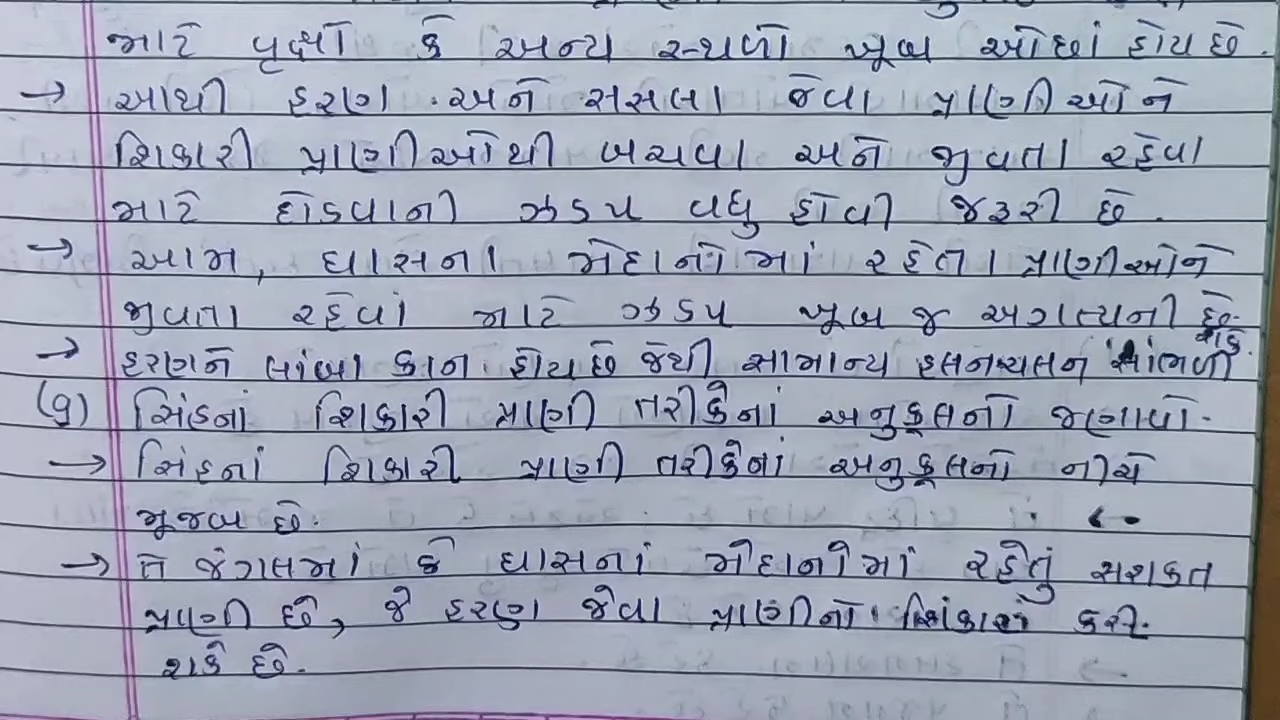 માટે વૃક્ષો કે અન્ય સ્થળો ખૂબ ઓછાં હોય છે.
→ આથી હરણ અને સસલા જેવા પ્રાણીઓને
શિકારી પ્રાણીઓથી બચવા અને જીવતા રહેવા
માટે દોડવાની ઝડપ વધુ હોવી જરૂરી છે.
→ આમ, ઘાસના મેદાનોમાં રહેતા પ્રાણીઓને
જીવતા રહેવાં માટે ઝડપ ખૂબ જ અગત્યની છે.
→ હરણને લાંબા કાન હોય છે જેથી સામાન્ય હલનચલન સાંભળી શકે.
(૭) સિંહનાં શિકારી પ્રાણી તરીકેનાં અનુકૂલનો જણાવો.
→ સિંહનાં શિકારી પ્રાણી તરીકેનાં અનુકૂલનો નીચે
મુજબ છે.
→ તે જંગલમાં કે ઘાસનાં મેદાનોમાં રહેતું સશક્ત
પ્રાણી છે, જે હરણ જેવા પ્રાણીનો શિકાર કરી
શકે છે.